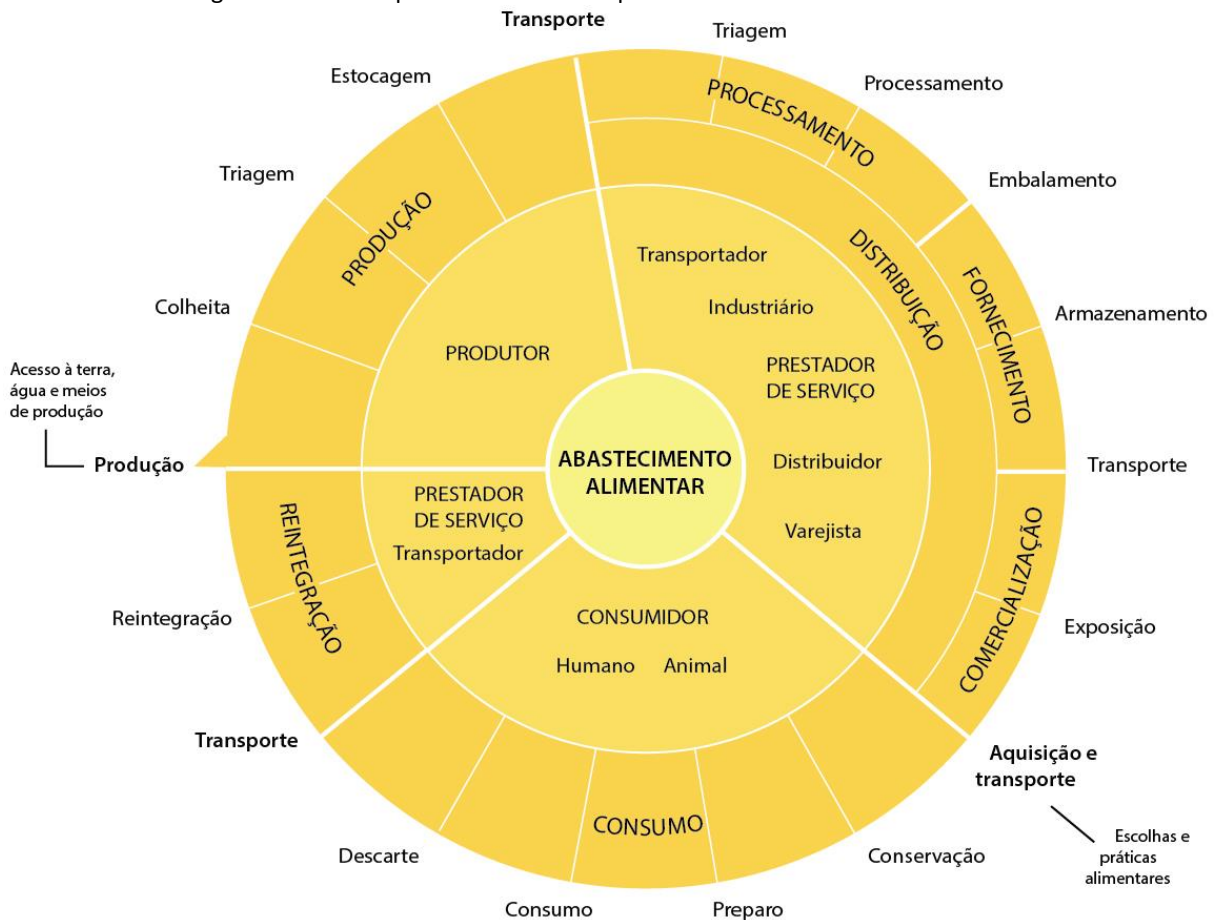 Transporte
Triagem
Estocagem
Processamento
PROCESSAMENTO
Triagem
Embalamento
PRODUÇÃO
DISTRIBUIÇÃO
Transportador
FORNECIMENTO
Colheita
Industriário
Armazenamento
PRODUTOR
Acesso à terra,
água e meios
de produção
PRESTADOR
DE SERVIÇO
Produção
ABASTECIMENTO
ALIMENTAR
Distribuidor
Transporte
PRESTADOR
DE SERVIÇO
Transportador
Varejista
REINTEGRAÇÃO
COMERCIALIZAÇÃO
Reintegração
CONSUMIDOR
Exposição
Humano Animal
Transporte
Aquisição e
transporte
CONSUMO
Descarte
Conservação
Escolhas e
práticas
alimentares
Consumo
Preparo